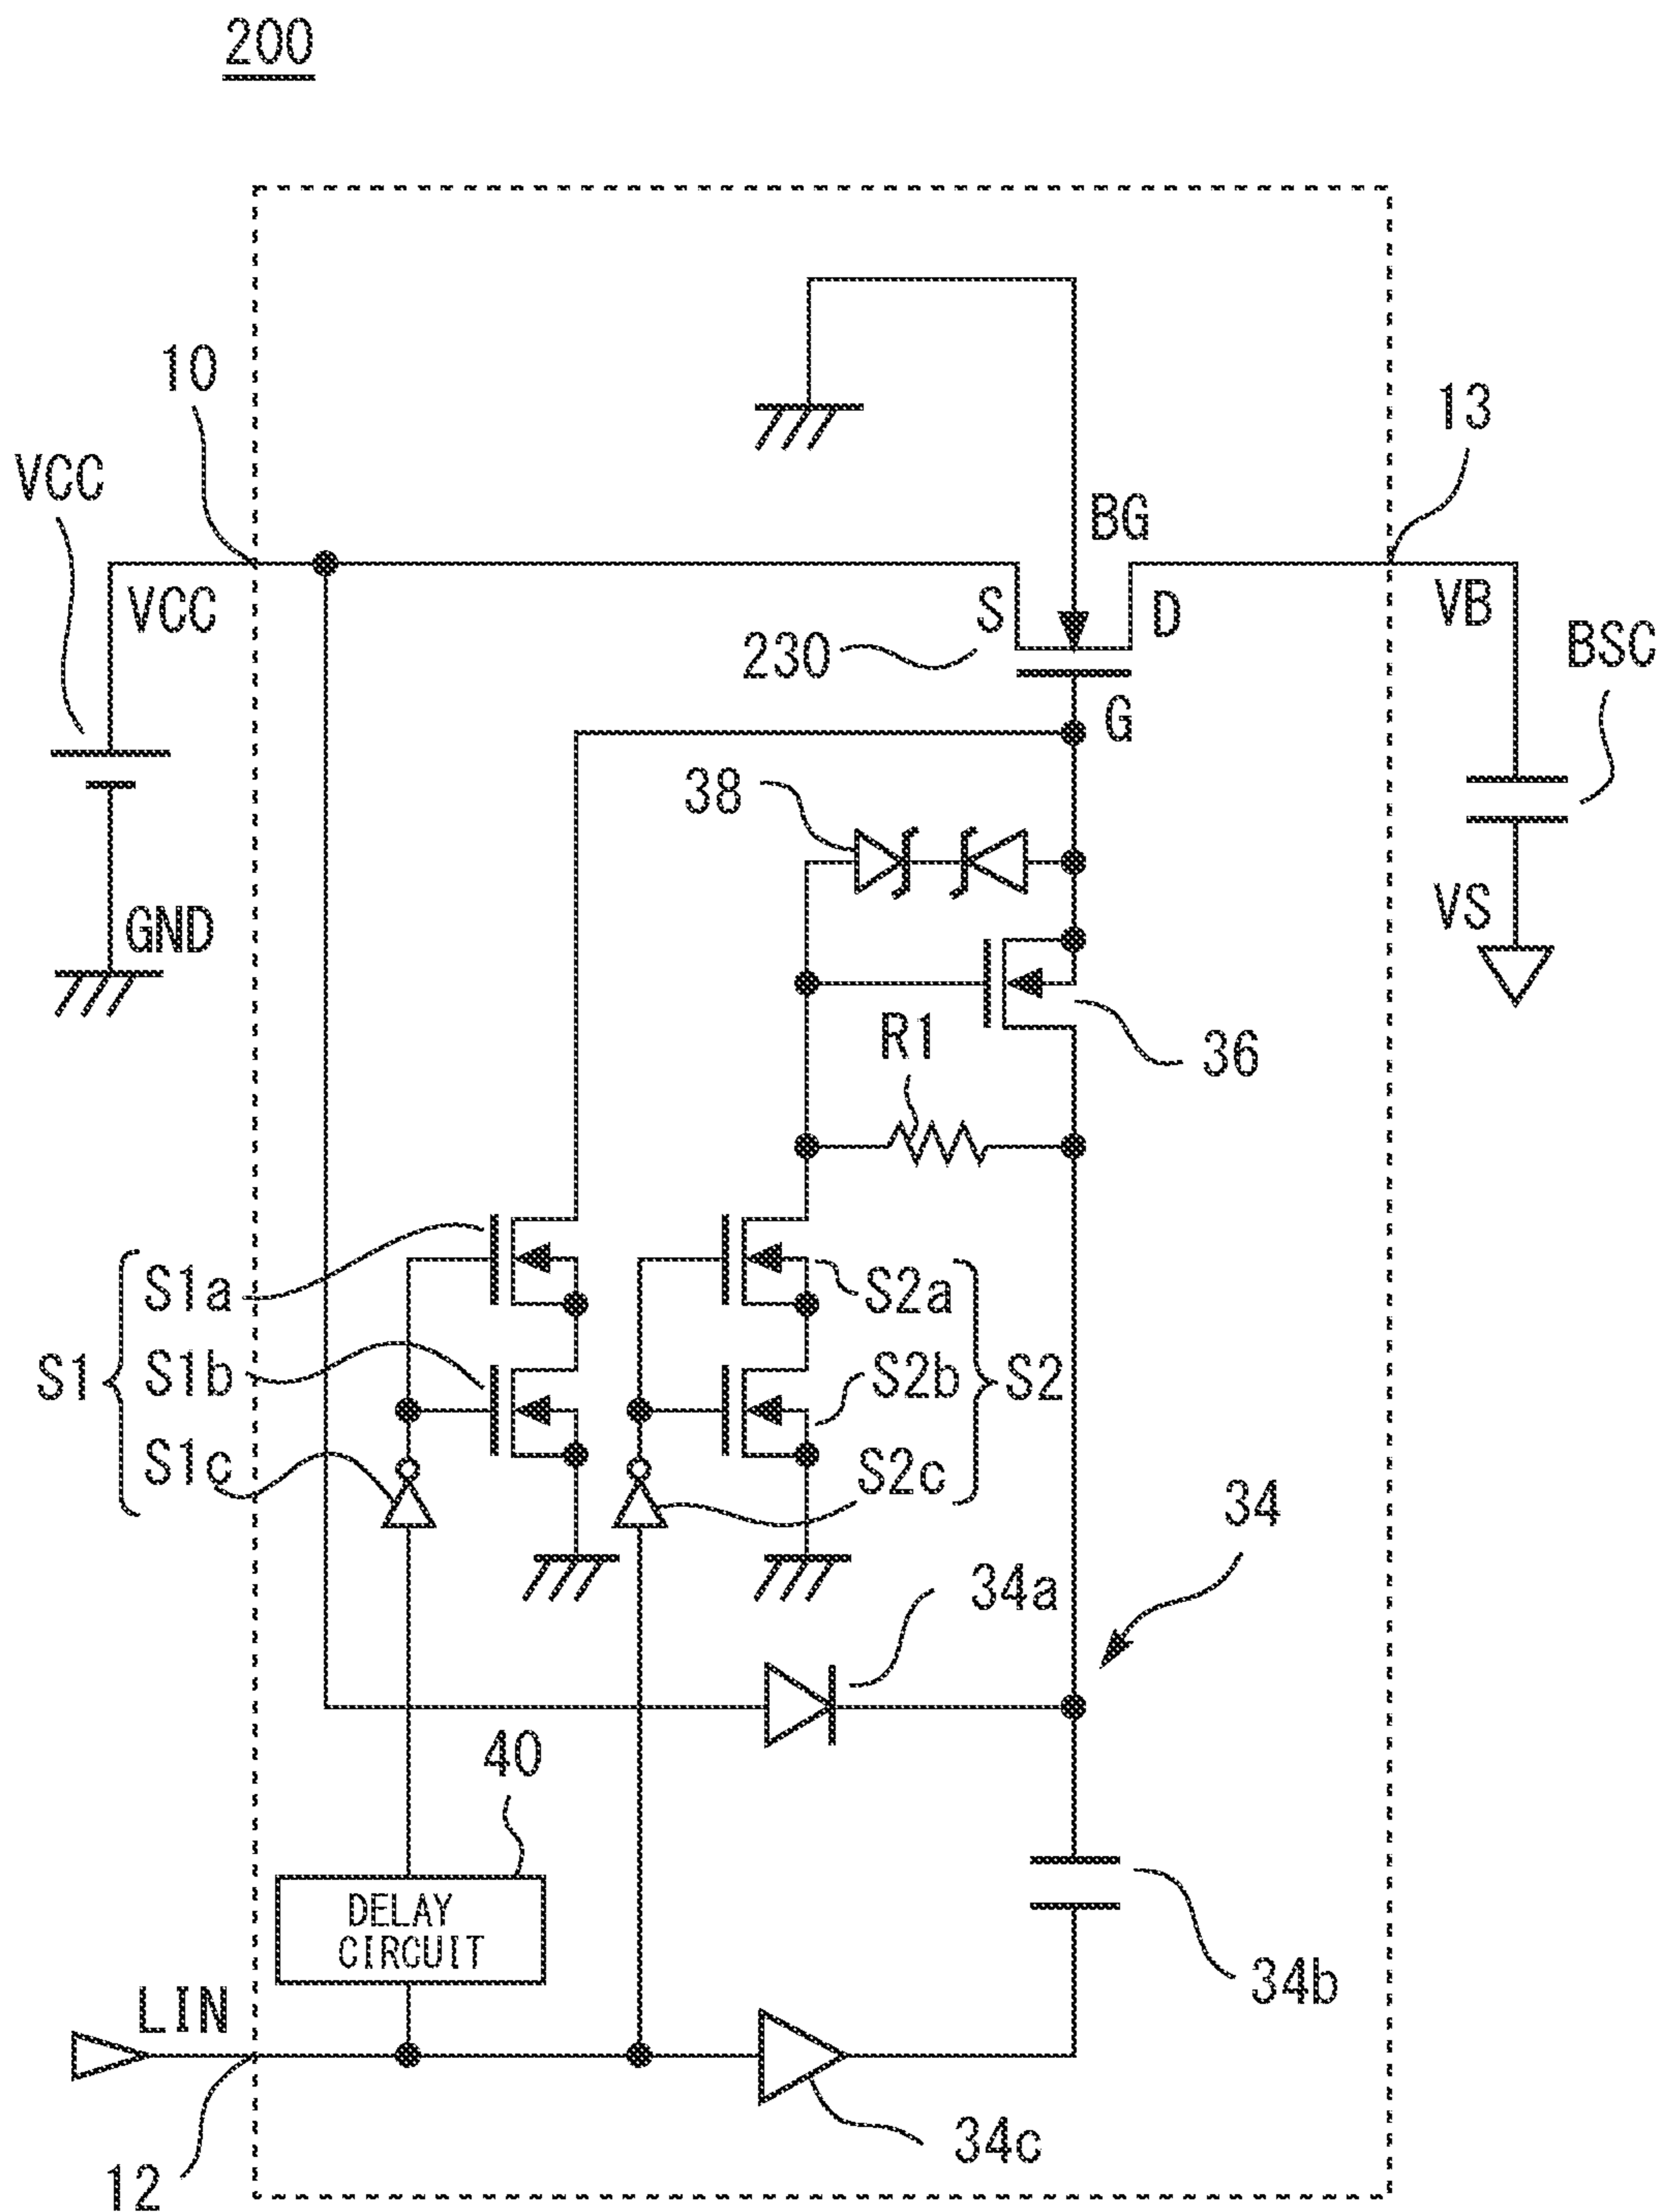 200
10
13
VCC
BG
VCC
S
D
VB
230
BSC
G
38
VS
GND
R1
36
S1a
S2a
S1
S1b
S2b
S2
S1c
S2c
34
34a
40
DELAY
CIRCUIT
34b
LIN
34c
12